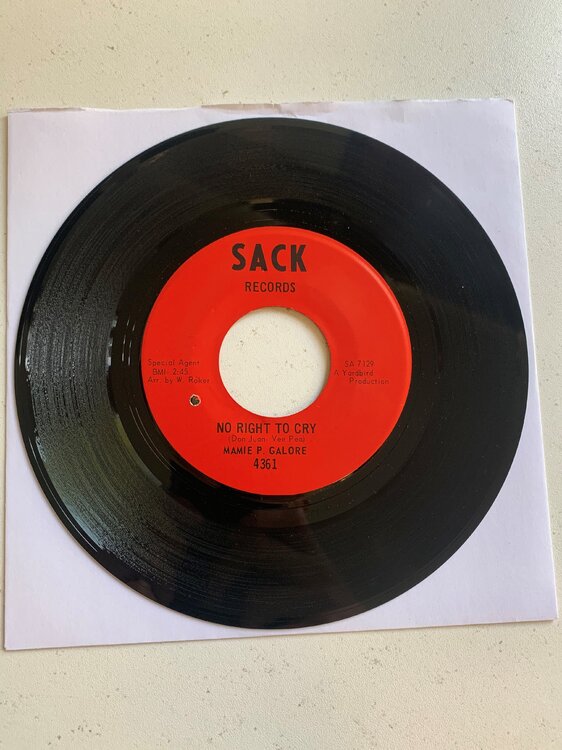 SACK
RECORDS
Special Agent
BMI 2:45
Arr. by W. Roker
SA 7129
A Yardbird
Production
NO RIGHT TO CRY
(Don Juan- Vee Pea)
MAMIE P. GALORE
4361